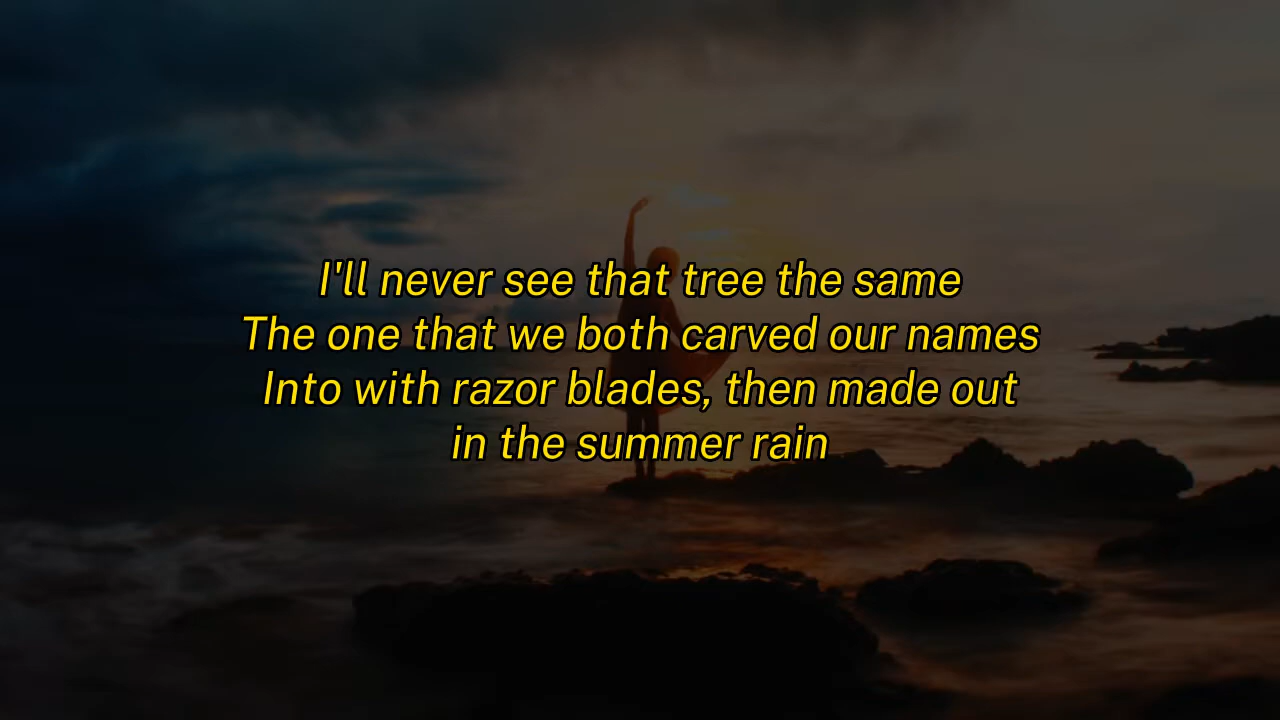 I'll never see that tree the same
The one that we both carved our names
Into with razor blades, then made out
in the summer rain